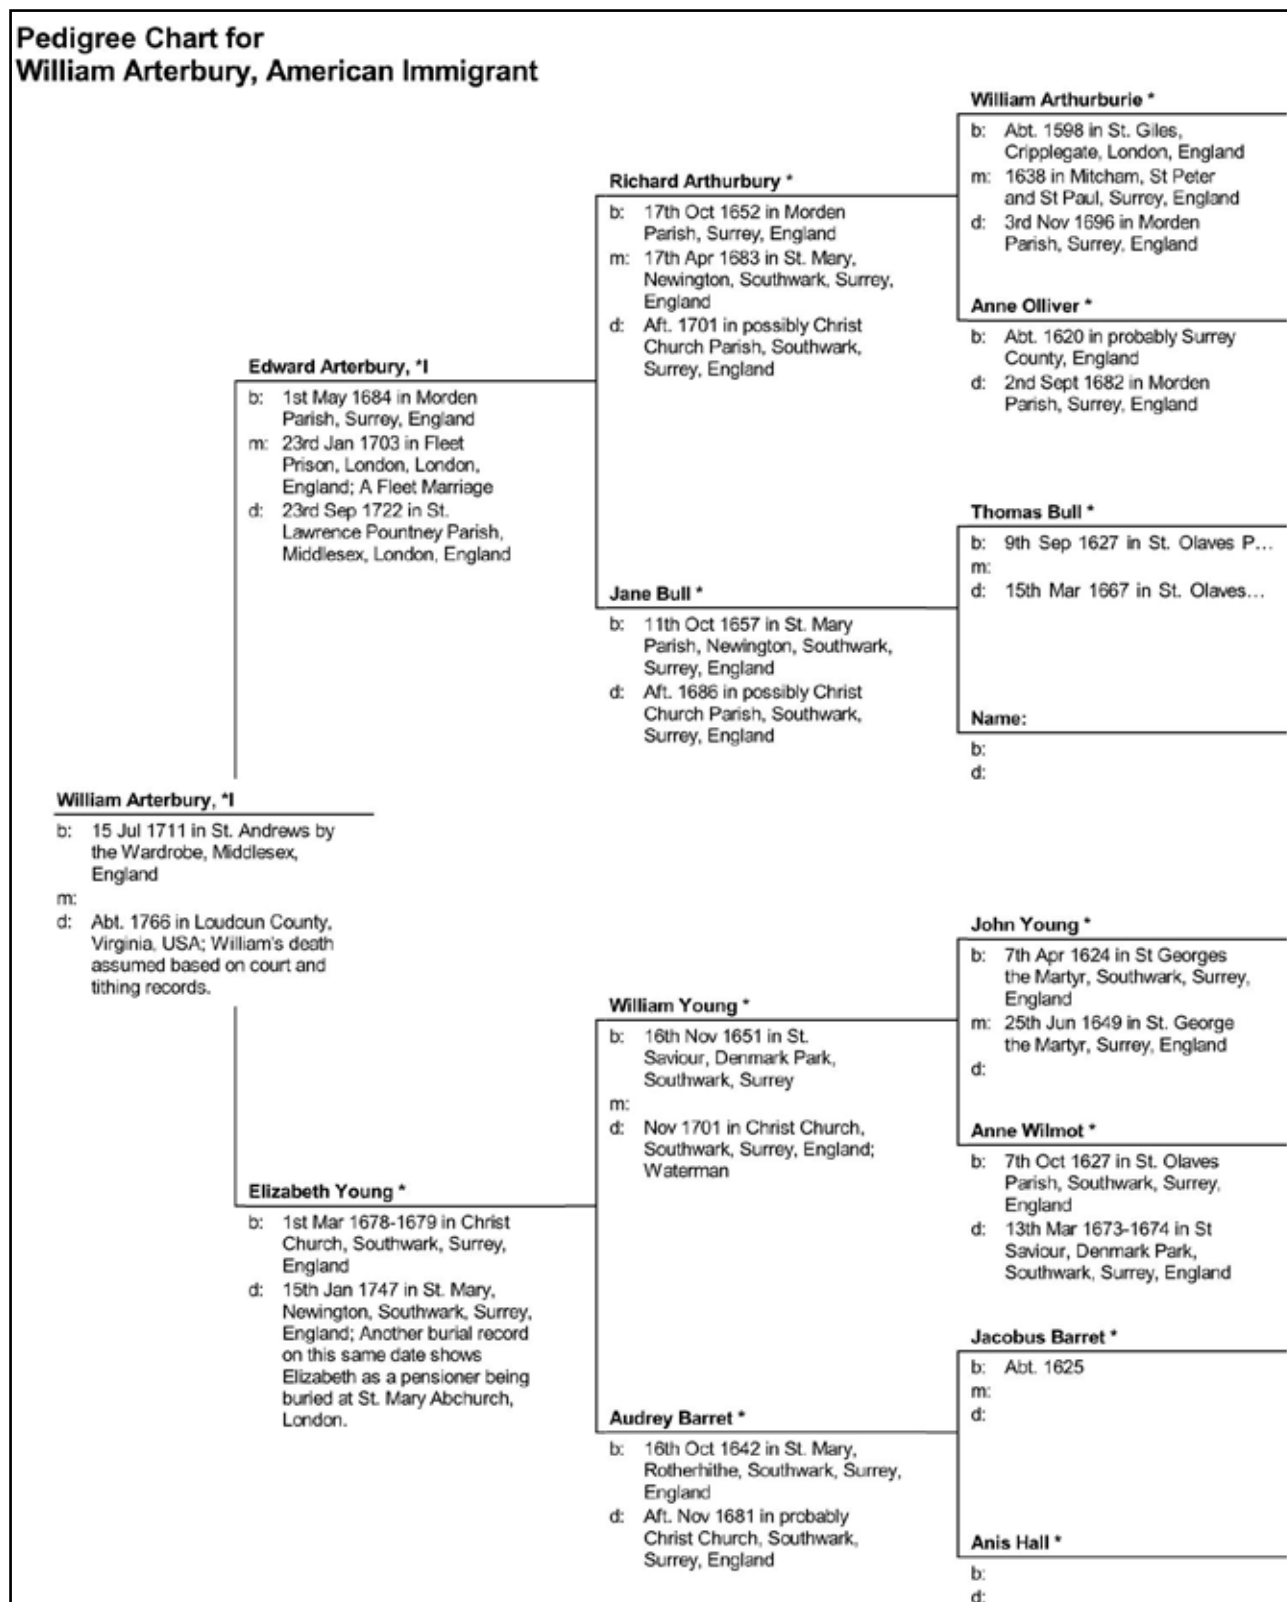 Pedigree Chart for
William Arterbury, American Immigrant
William Arthurburie *
b: Abt. 1598 in St. Giles,
Cripplegate, London, England
m: 1638 in Mitcham, St Peter
and St Paul, Surrey, England
d: 3rd Nov 1696 in Morden
Parish, Surrey, England
Richard Arthurbury *
b: 17th Oct 1652 in Morden
Parish, Surrey, England
m: 17th Apr 1683 in St. Mary,
Newington, Southwark, Surrey,
England
d: Aft. 1701 in possibly Christ
Church Parish, Southwark,
Surrey, England
Anne Olliver *
b: Abt. 1620 in probably Surrey
County, England
d: 2nd Sept 1682 in Morden
Parish, Surrey, England
Edward Arterbury, *I
b: 1st May 1684 in Morden
Parish, Surrey, England
m: 23rd Jan 1703 in Fleet
Prison, London, London,
England; A Fleet Marriage
d: 23rd Sep 1722 in St.
Lawrence Pountney Parish,
Middlesex, London, England
Thomas Bull *
b: 9th Sep 1627 in St. Olaves P...
m:
d: 15th Mar 1667 in St. Olaves...
Jane Bull *
b: 11th Oct 1657 in St. Mary
Parish, Newington, Southwark,
Surrey, England
d: Aft. 1686 in possibly Christ
Church Parish, Southwark,
Surrey, England
Name:
b:
d:
William Arterbury, *I
b: 15 Jul 1711 in St. Andrews by
the Wardrobe, Middlesex,
England
m:
d: Abt. 1766 in Loudoun County,
Virginia, USA; William's death
assumed based on court and
tithing records.
John Young *
b: 7th Apr 1624 in St Georges
the Martyr, Southwark, Surrey,
England
m: 25th Jun 1649 in St. George
the Martyr, Surrey, England
d:
William Young *
b: 16th Nov 1651 in St.
Saviour, Denmark Park,
Southwark, Surrey
m:
d: Nov 1701 in Christ Church,
Southwark, Surrey, England;
Waterman
Anne Wilmot *
b: 7th Oct 1627 in St. Olaves
Parish, Southwark, Surrey,
England
d: 13th Mar 1673-1674 in St
Saviour, Denmark Park,
Southwark, Surrey, England
Elizabeth Young *
b: 1st Mar 1678-1679 in Christ
Church, Southwark, Surrey,
England
d: 15th Jan 1747 in St. Mary,
Newington, Southwark, Surrey,
England; Another burial record
on this same date shows
Elizabeth as a pensioner being
buried at St. Mary Abchurch,
London.
Jacobus Barret *
b: Abt. 1625
m:
d:
Audrey Barret *
b: 16th Oct 1642 in St. Mary,
Rotherhithe, Southwark, Surrey,
England
d: Aft. Nov 1681 in probably
Christ Church, Southwark,
Surrey, England
Anis Hall *
b:
d: